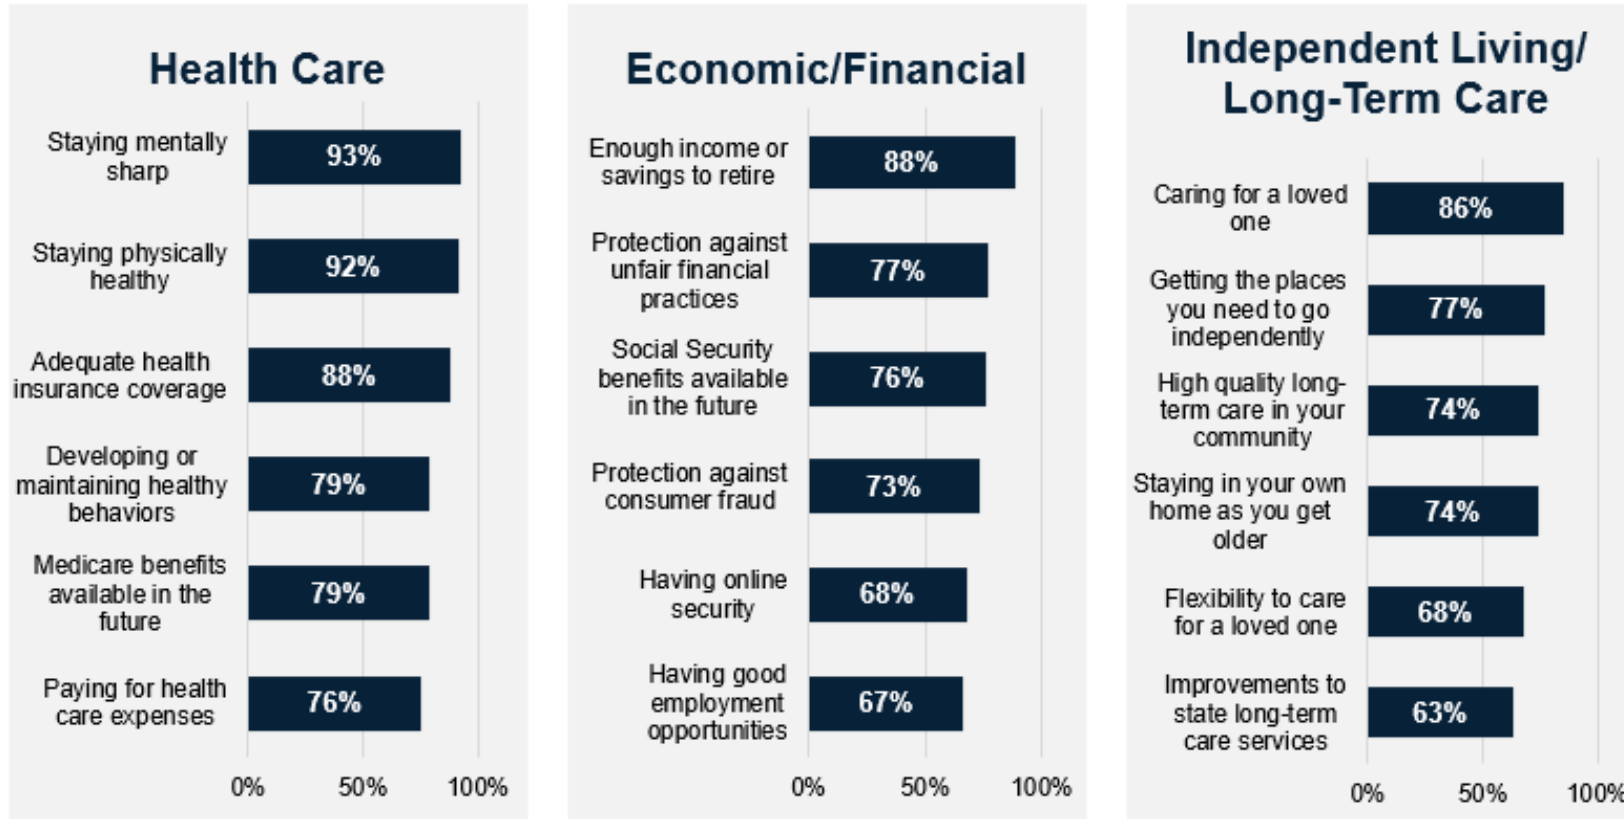 Health Care
Staying mentally
sharp
93%
Staying physically
healthy
92%
Adequate health
insurance coverage
88%
Developing or
maintaining healthy
behaviors
79%
Medicare benefits
available in the
future
79%
Paying for health
care expenses
76%
0% 50% 100%
Economic/Financial
Enough income or
savings to retire
88%
Protection against
unfair financial
practices
77%
Social Security
benefits available
in the future
76%
Protection against
consumer fraud
73%
Having online
security
68%
Having good
employment
opportunities
67%
0% 50% 100%
Independent Living/
Long-Term Care
Caring for a loved
one
86%
Getting the places
you need to go
independently
77%
High quality long-
term care in your
community
74%
Staying in your own
home as you get
older
74%
Flexibility to care
for a loved one
68%
Improvements to
state long-term
care services
63%
0% 50% 100%